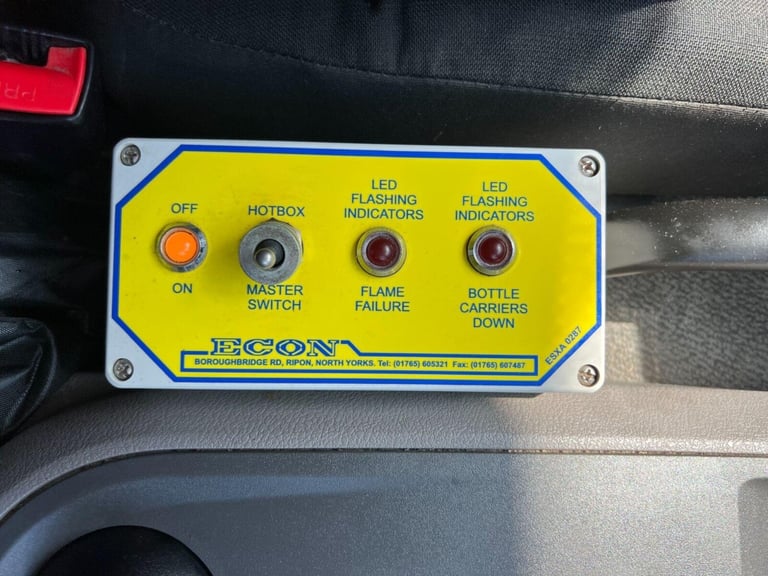 PR
OFF
ON
HOTBOX
MASTER
SWITCH
LED
FLASHING
INDICATORS
FLAME
FAILURE
LED
FLASHING
INDICATORS
BOTTLE
CARRIERS
DOWN
ECON
BOROUGHBRIDGE RD, RIPON, NORTH YORKS. Tel: (01765) 605321 Fax: (01765) 607487
ESXA 0287